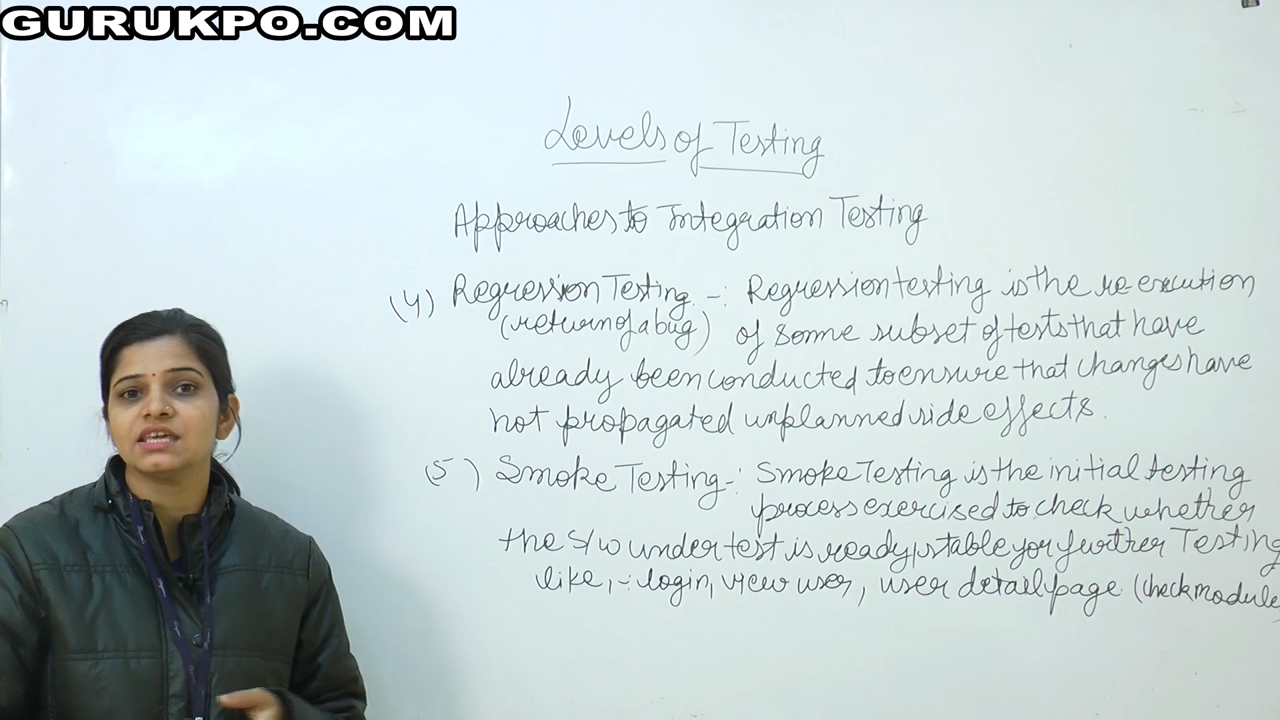 GURUKPO.COM
Levels of Testing
Approaches to Integration Testing
(4) Regression Testing -: Regression testing is the re-execution
(return of a bug) of some subset of tests that have
already been conducted to ensure that changes have
not propagated unplanned side effects.
(5) Smoke Testing -: Smoke Testing is the initial testing
process exercised to check whether
the S/W under test is ready/stable for further Testing
like, -: login, view user, user detail page (check module